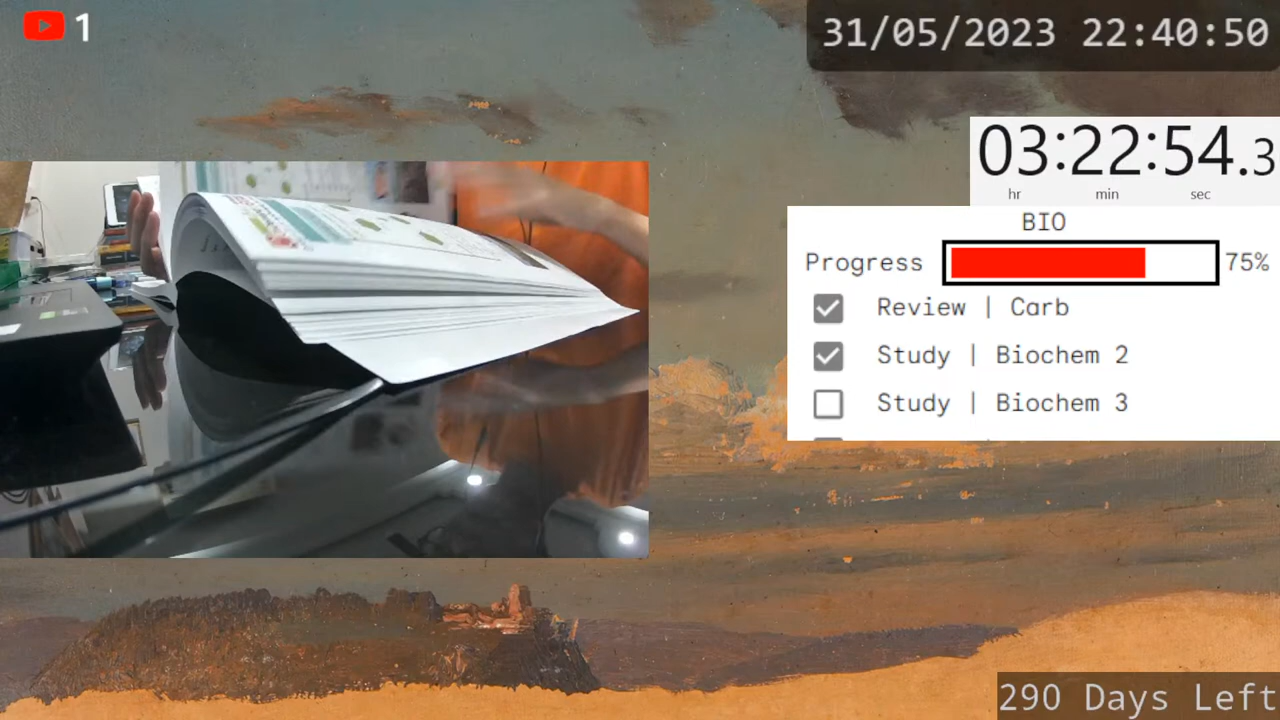 1
31/05/2023 22:40:50
03:22:54.3
hr min sec
BIO
Progress 75%
Review | Carb
Study | Biochem 2
Study | Biochem 3
290 Days Left